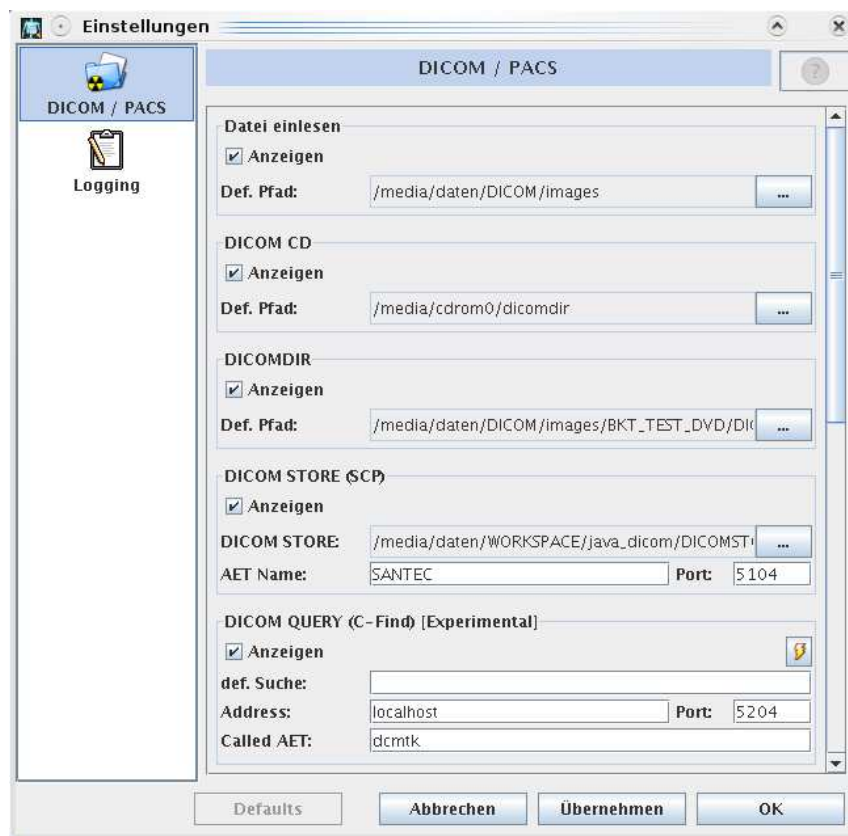 Einstellungen
DICOM / PACS
Logging
DICOM / PACS
?
Datei einlesen
Anzeigen
Def. Pfad: /media/daten/DICOM/images ...
DICOM CD
Anzeigen
Def. Pfad: /media/cdrom0/dicomdir ...
DICOMDIR
Anzeigen
Def. Pfad: /media/daten/DICOM/images/BKT_TEST_DVD/DI ...
DICOM STORE (SCP)
Anzeigen
DICOM STORE: /media/daten/WORKSPACE/java_dicom/DICOMST ...
AET Name: SANTEC Port: 5104
DICOM QUERY (C-Find) [Experimental]
Anzeigen
def. Suche:
Address: localhost Port: 5204
Called AET: dcmtk
Defaults Abbrechen Übernehmen OK